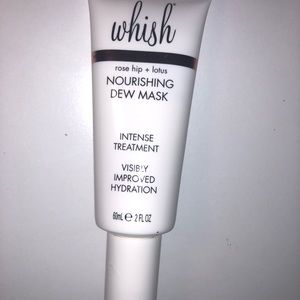 whish
rose hip + lotus
NOURISHING
DEW MASK
INTENSE
TREATMENT
VISIBLY
IMPROVED
HYDRATION
60mL ℮ 2 FL OZ